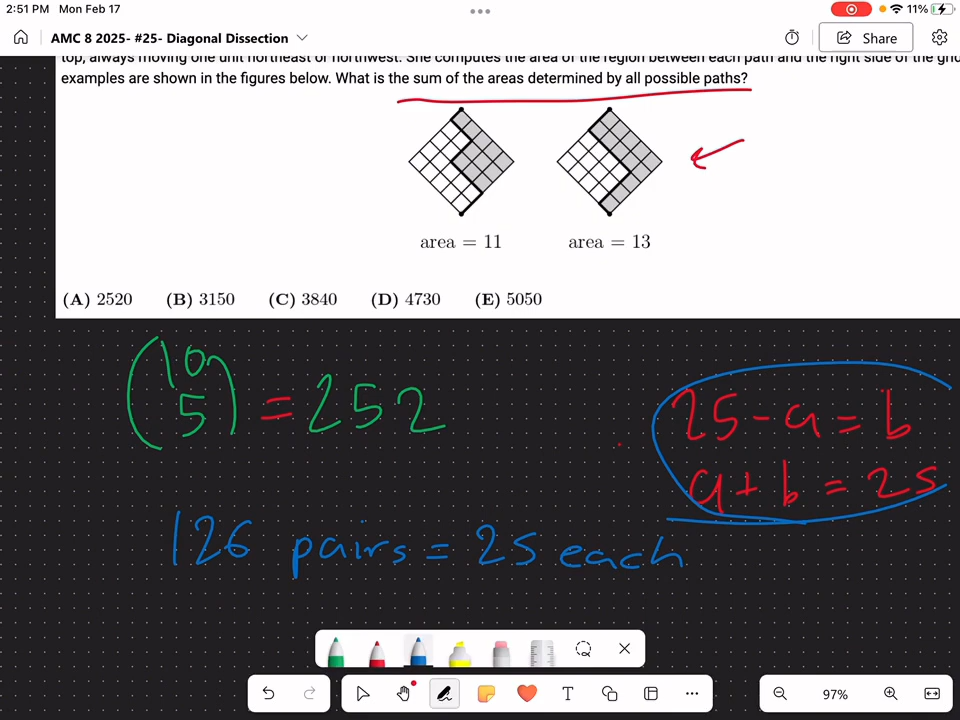 2:51 PM Mon Feb 17
11%
AMC 8 2025- #25- Diagonal Dissection
Share
top, always moving one unit northeast or northwest. She computes the area of the region between each path and the right side of the grid
examples are shown in the figures below. What is the sum of the areas determined by all possible paths?
area = 11 area = 13
(A) 2520 (B) 3150 (C) 3840 (D) 4730 (E) 5050
(10
5) = 252
25 - a = b
a + b = 25
126 pairs = 25 each
T
97%